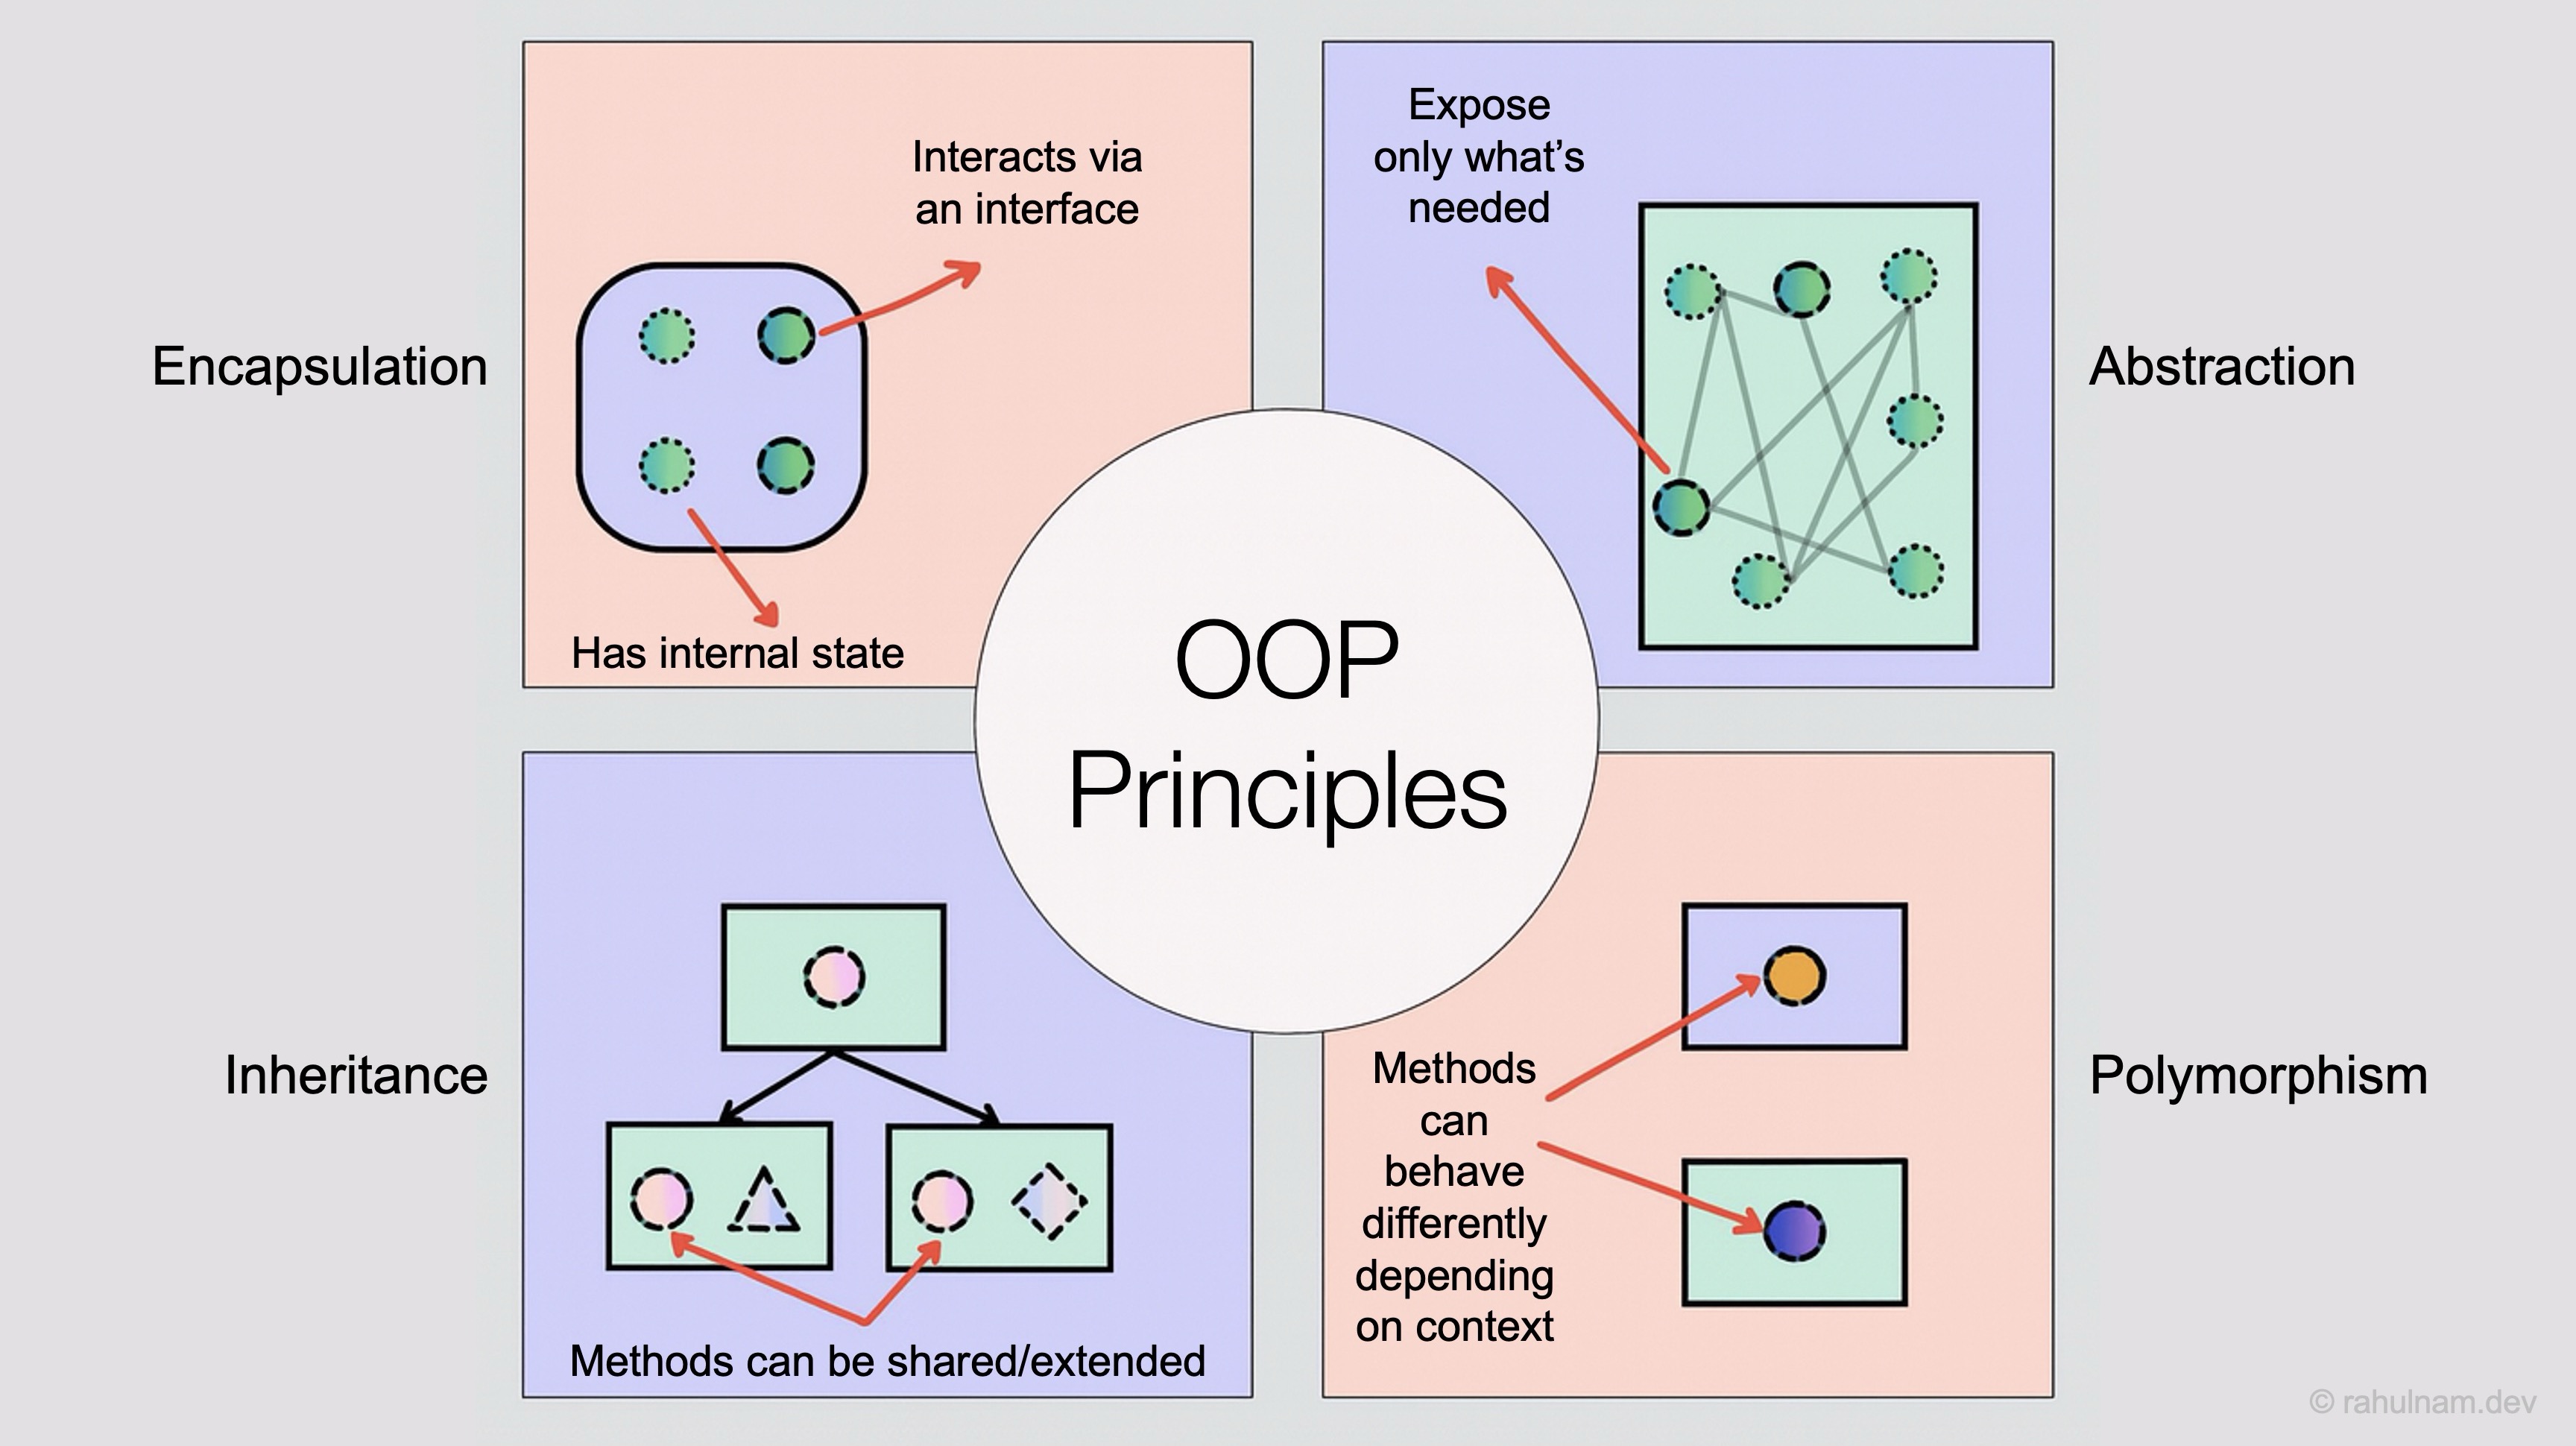 Encapsulation
Interacts via
an interface
Has internal state
Expose
only what’s
needed
Abstraction
OOP
Principles
Inheritance
Methods can be shared/extended
Methods
can
behave
differently
depending
on context
Polymorphism
© rahulnam.dev